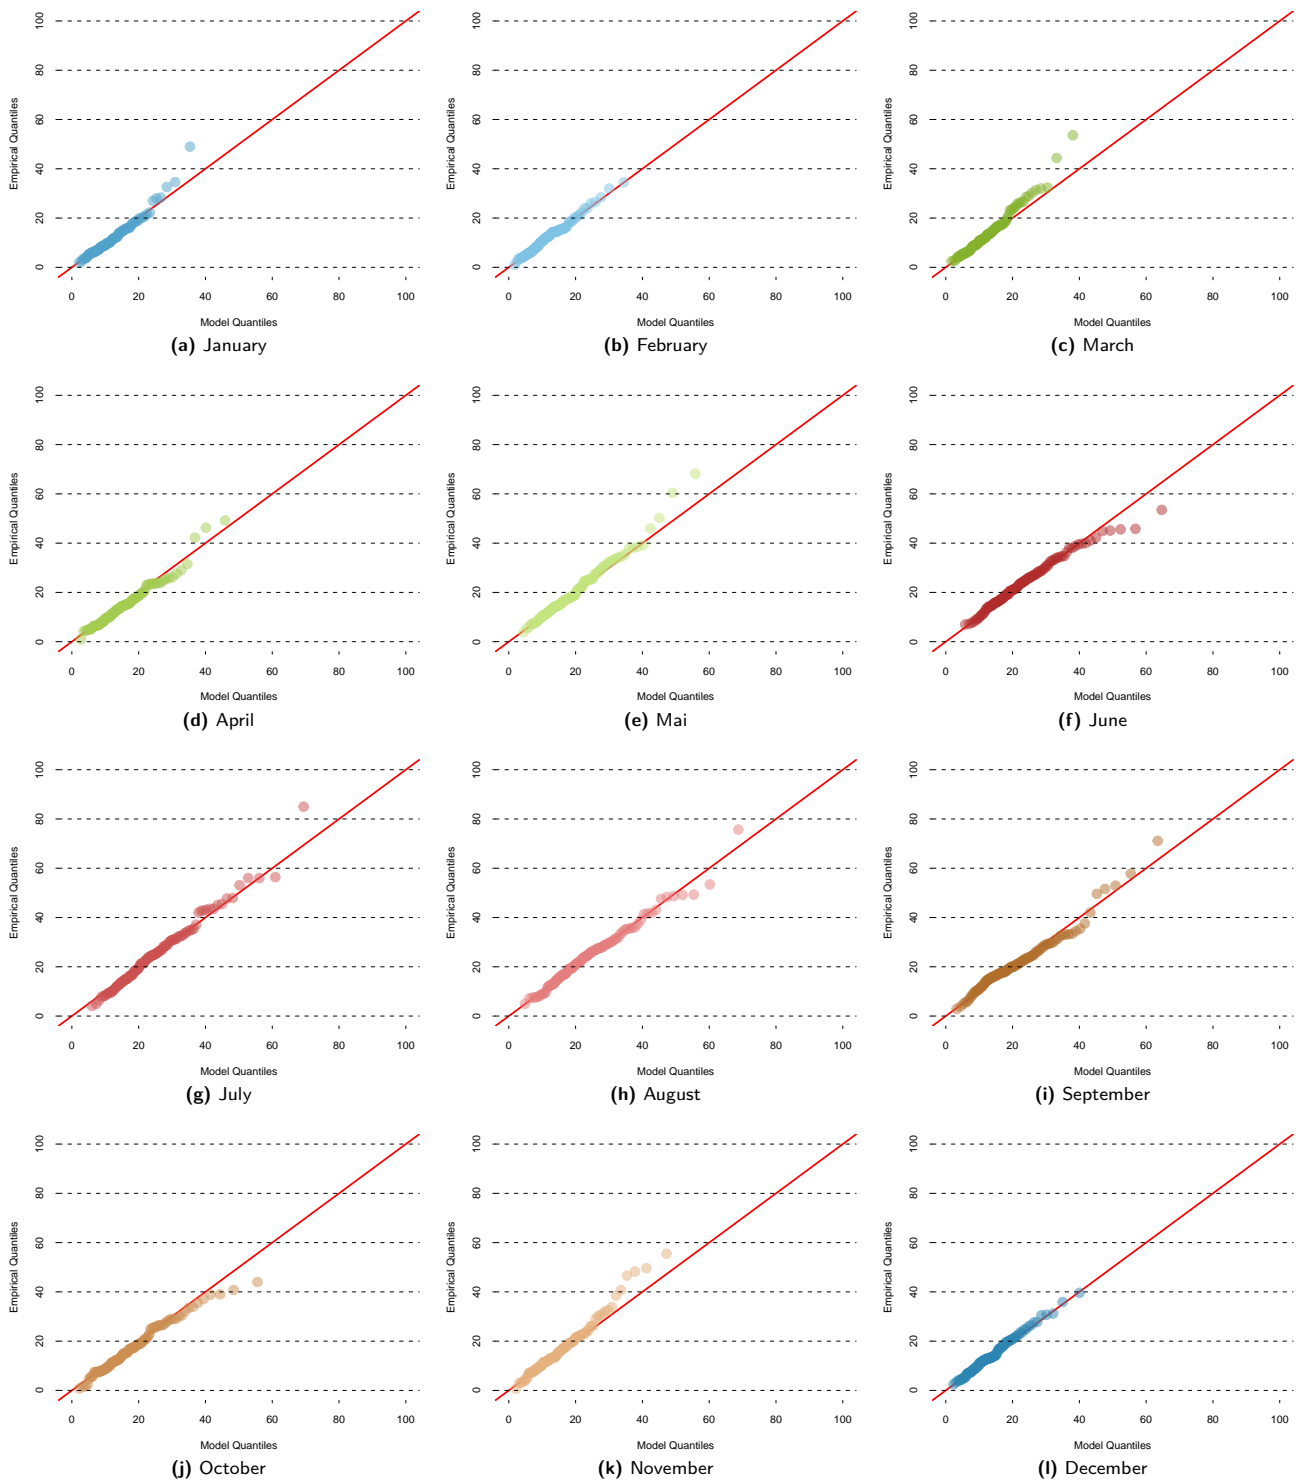 Empirical Quantiles
100
80
60
40
20
0
0 20 40 60 80 100
Model Quantiles
(a) January
Empirical Quantiles
100
80
60
40
20
0
0 20 40 60 80 100
Model Quantiles
(b) February
Empirical Quantiles
100
80
60
40
20
0
0 20 40 60 80 100
Model Quantiles
(c) March
Empirical Quantiles
100
80
60
40
20
0
0 20 40 60 80 100
Model Quantiles
(d) April
Empirical Quantiles
100
80
60
40
20
0
0 20 40 60 80 100
Model Quantiles
(e) Mai
Empirical Quantiles
100
80
60
40
20
0
0 20 40 60 80 100
Model Quantiles
(f) June
Empirical Quantiles
100
80
60
40
20
0
0 20 40 60 80 100
Model Quantiles
(g) July
Empirical Quantiles
100
80
60
40
20
0
0 20 40 60 80 100
Model Quantiles
(h) August
Empirical Quantiles
100
80
60
40
20
0
0 20 40 60 80 100
Model Quantiles
(i) September
Empirical Quantiles
100
80
60
40
20
0
0 20 40 60 80 100
Model Quantiles
(j) October
Empirical Quantiles
100
80
60
40
20
0
0 20 40 60 80 100
Model Quantiles
(k) November
Empirical Quantiles
100
80
60
40
20
0
0 20 40 60 80 100
Model Quantiles
(l) December